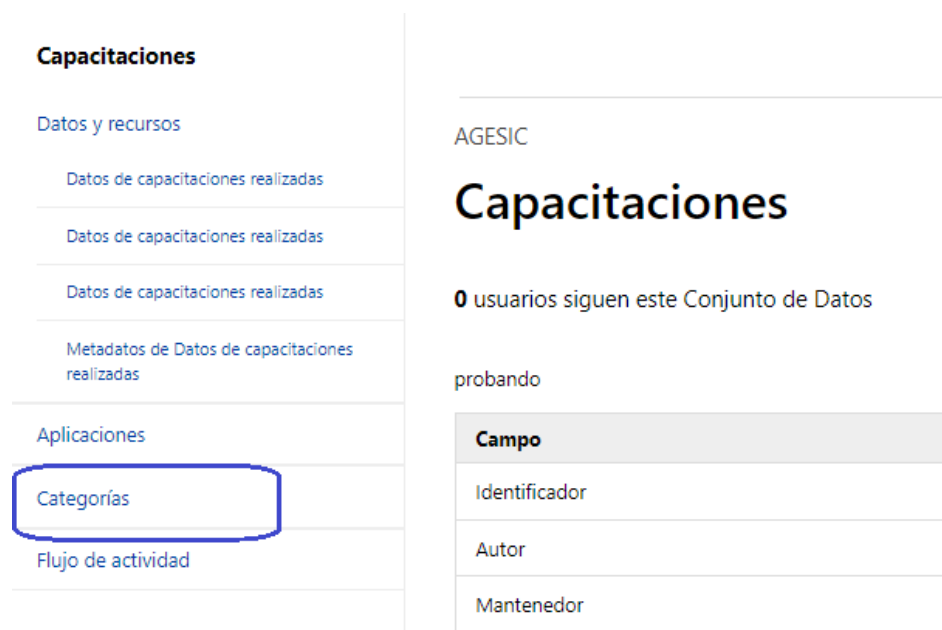 Capacitaciones
Datos y recursos
Datos de capacitaciones realizadas
Datos de capacitaciones realizadas
Datos de capacitaciones realizadas
Metadatos de Datos de capacitaciones
realizadas
Aplicaciones
Categorías
Flujo de actividad
AGESIC
Capacitaciones
0 usuarios siguen este Conjunto de Datos
probando
Campo
Identificador
Autor
Mantenedor